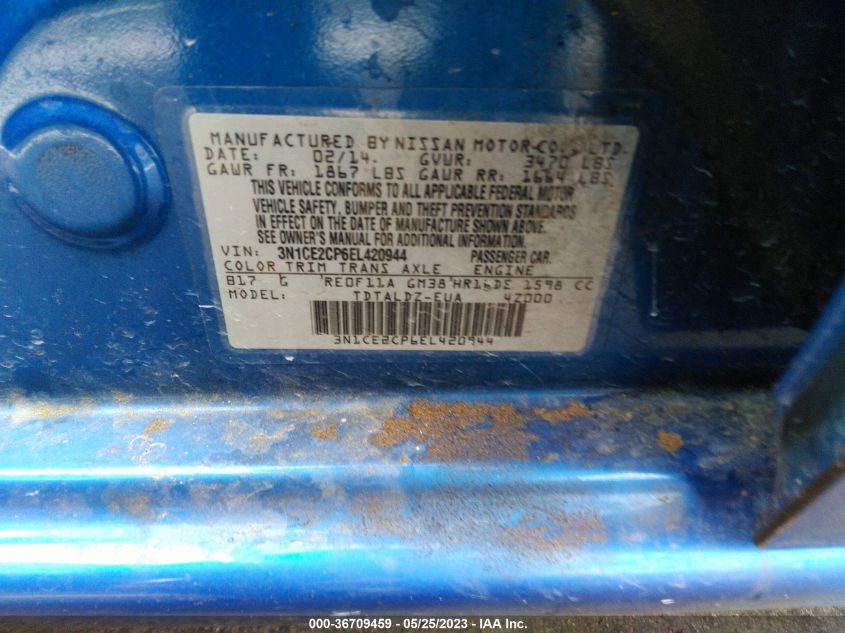 MANUFACTURED BY NISSAN MOTOR CO., LTD.
DATE: 02/14. GVWR: 3470 LBS
GAWR FR: 1867 LBS GAWR RR: 1664 LBS.
THIS VEHICLE CONFORMS TO ALL APPLICABLE FEDERAL MOTOR
VEHICLE SAFETY, BUMPER AND THEFT PREVENTION STANDARDS
IN EFFECT ON THE DATE OF MANUFACTURE SHOWN ABOVE.
SEE OWNER'S MANUAL FOR ADDITIONAL INFORMATION.
VIN: 3N1CE2CP6EL420944 PASSENGER CAR.
COLOR TRIM TRANS AXLE ENGINE
B17 G RE0F11A GM38 HR16DE 1598 CC
MODEL: TDTALDZ-EUA 4Z000
3N1CE2CP6EL420944
000-36709459 - 05/25/2023 - IAA Inc.